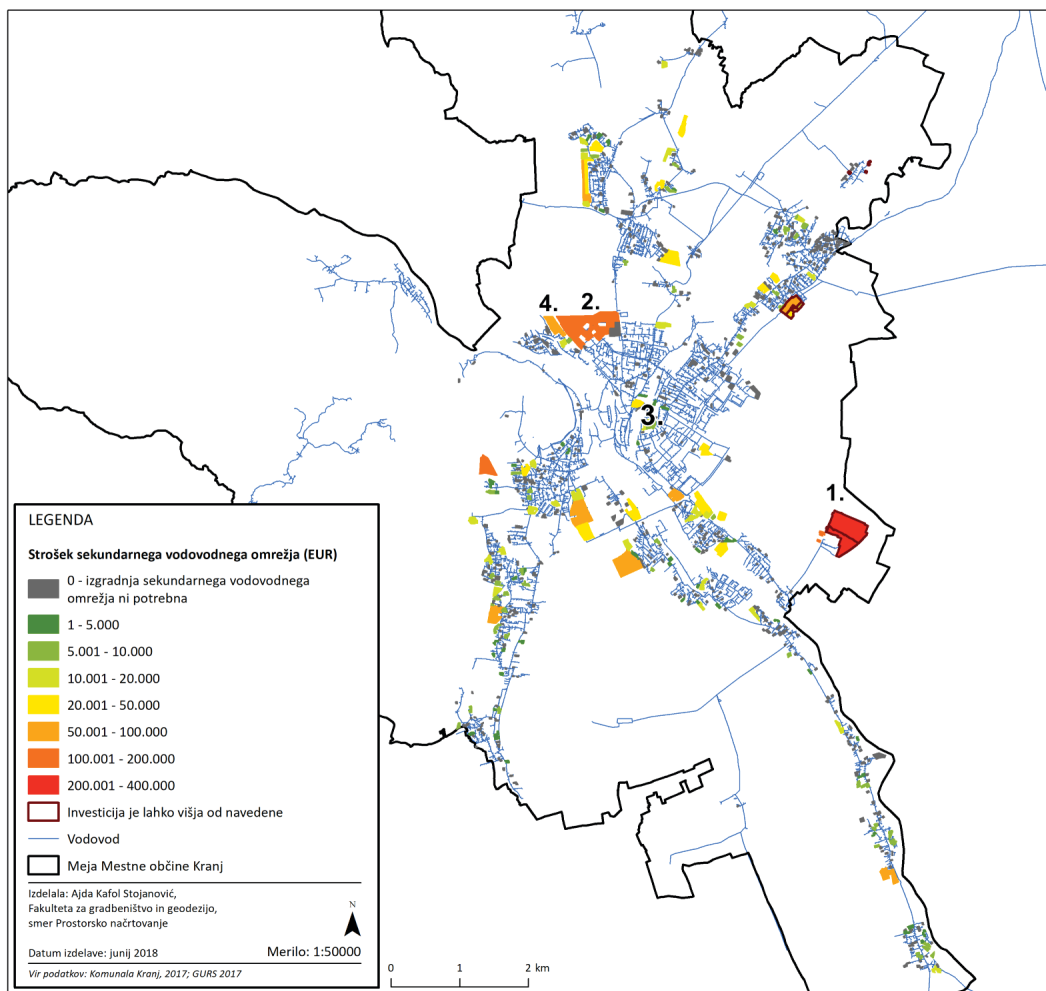 4.
2.
3.
1.
LEGENDA
Strošek sekundarnega vodovodnega omrežja (EUR)
0 - izgradnja sekundarnega vodovodnega
omrežja ni potrebna
1 - 5.000
5.001 - 10.000
10.001 - 20.000
20.001 - 50.000
50.001 - 100.000
100.001 - 200.000
200.001 - 400.000
Investicija je lahko višja od navedene
Vodovod
Meja Mestne občine Kranj
Izdelala: Ajda Kafol Stojanović,
Fakulteta za gradbeništvo in geodezijo,
smer Prostorsko načrtovanje
N
Datum izdelave: junij 2018
Merilo: 1:50000
Vir podatkov: Komunala Kranj, 2017; GURS 2017
0 1 2 km